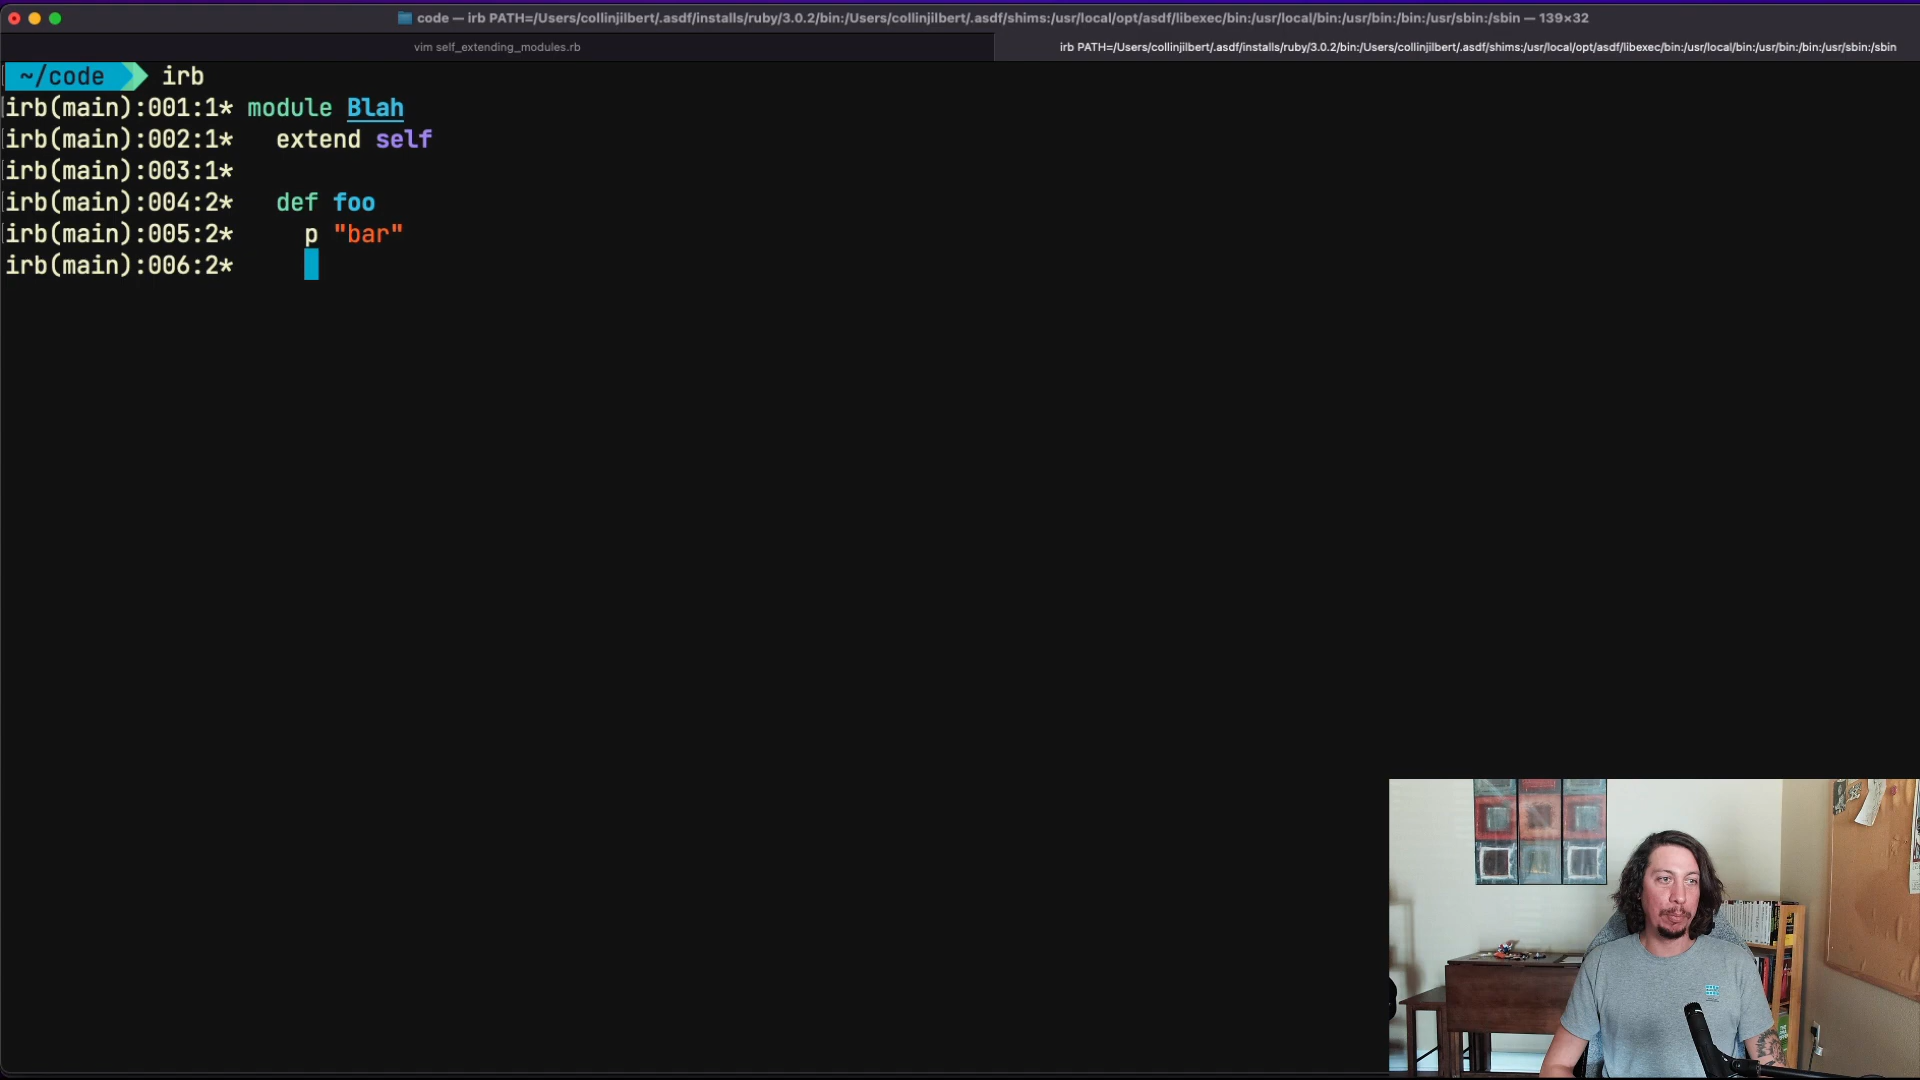 code — irb PATH=/Users/collinjilbert/.asdf/installs/ruby/3.0.2/bin:/Users/collinjilbert/.asdf/shims:/usr/local/opt/asdf/libexec/bin:/usr/local/bin:/usr/bin:/bin:/usr/sbin:/sbin — 139×32
vim self_extending_modules.rb
irb PATH=/Users/collinjilbert/.asdf/installs/ruby/3.0.2/bin:/Users/collinjilbert/.asdf/shims:/usr/local/opt/asdf/libexec/bin:/usr/local/bin:/usr/bin:/bin:/usr/sbin:/sbin
~/code irb
irb(main):001:1* module Blah
irb(main):002:1*   extend self
irb(main):003:1*
irb(main):004:2*   def foo
irb(main):005:2*     p "bar"
irb(main):006:2*